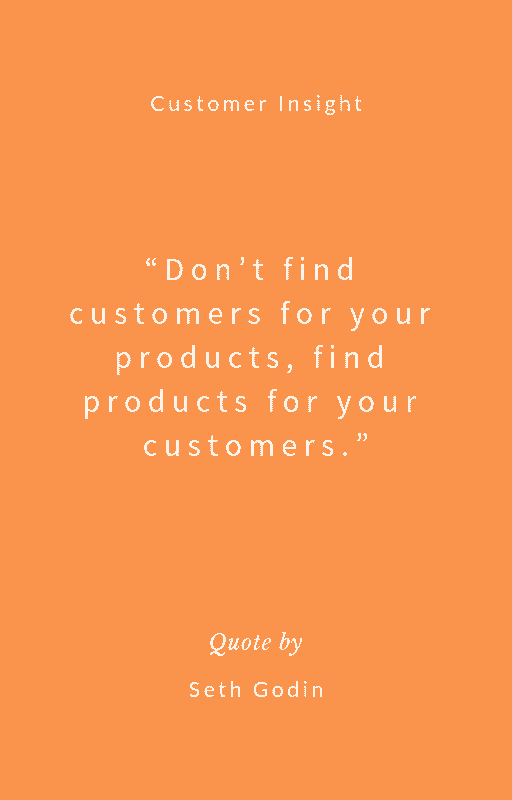 Customer Insight
“Don’t find
customers for your
products, find
products for your
customers.”
Quote by
Seth Godin